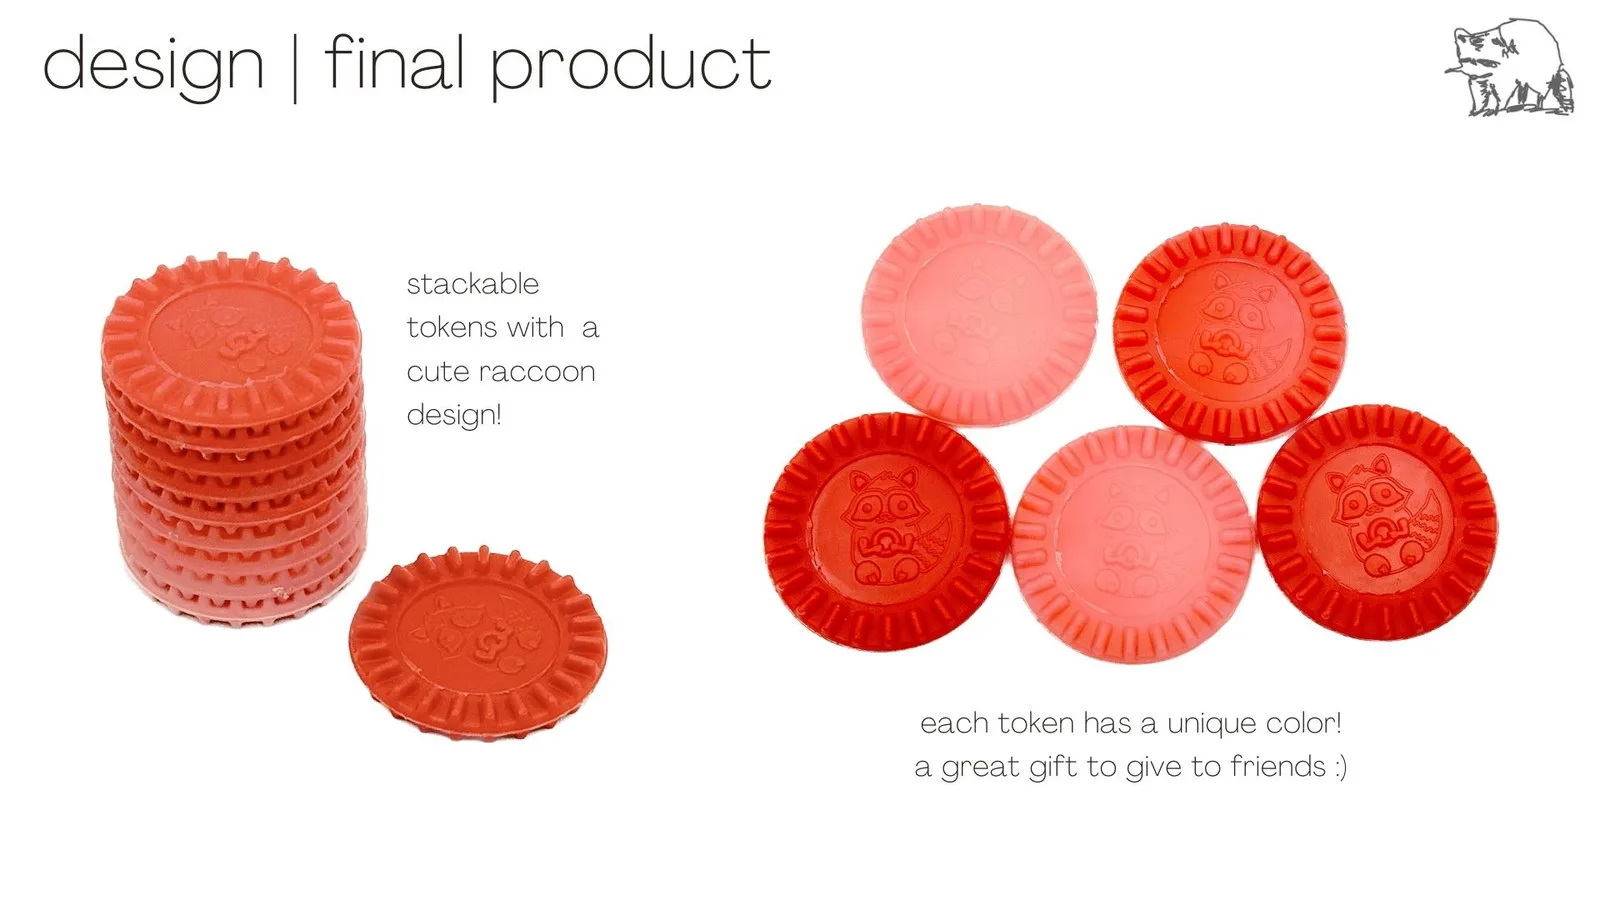 design | final product
stackable
tokens with  a
cute raccoon
design!
each token has a unique color!
a great gift to give to friends :)